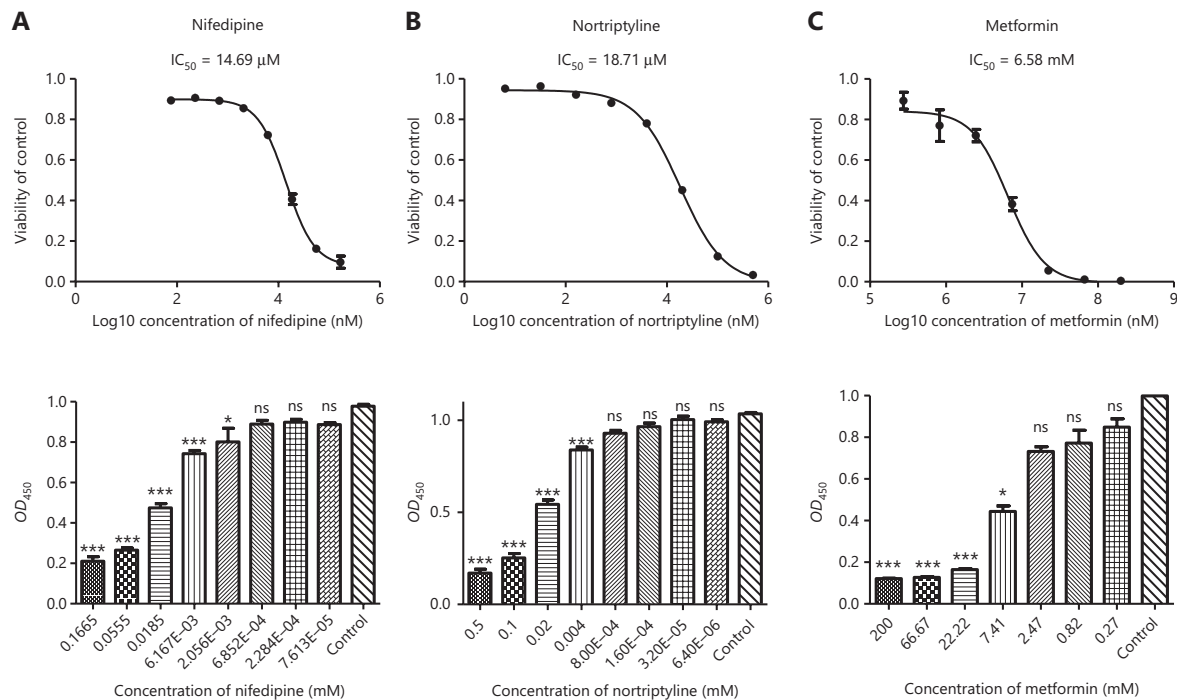 A
Nifedipine
IC50 = 14.69 μM
Viability of control
1.0
0.8
0.6
0.4
0.2
0.0
0
2
4
6
Log10 concentration of nifedipine (nM)
B
Nortriptyline
IC50 = 18.71 μM
Viability of control
1.0
0.8
0.6
0.4
0.2
0.0
0
2
4
6
Log10 concentration of nortriptyline (nM)
C
Metformin
IC50 = 6.58 mM
Viability of control
1.0
0.8
0.6
0.4
0.2
0.0
5
6
7
8
9
Log10 concentration of metformin (nM)
OD450
1.0
0.8
0.6
0.4
0.2
0.0
***
***
***
***
*
ns
ns
ns
0.1665
0.0555
0.0185
6.167E−03
2.056E−03
6.852E−04
2.284E−04
7.613E−05
Control
Concentration of nifedipine (mM)
OD450
1.0
0.8
0.6
0.4
0.2
0.0
***
***
***
***
ns
ns
ns
ns
0.5
0.1
0.02
0.004
8.00E−04
1.60E−04
3.20E−05
6.40E−06
Control
Concentration of nortriptyline (mM)
OD450
1.0
0.8
0.6
0.4
0.2
0.0
***
***
***
*
ns
ns
ns
200
66.67
22.22
7.41
2.47
0.82
0.27
Control
Concentration of metformin (mM)